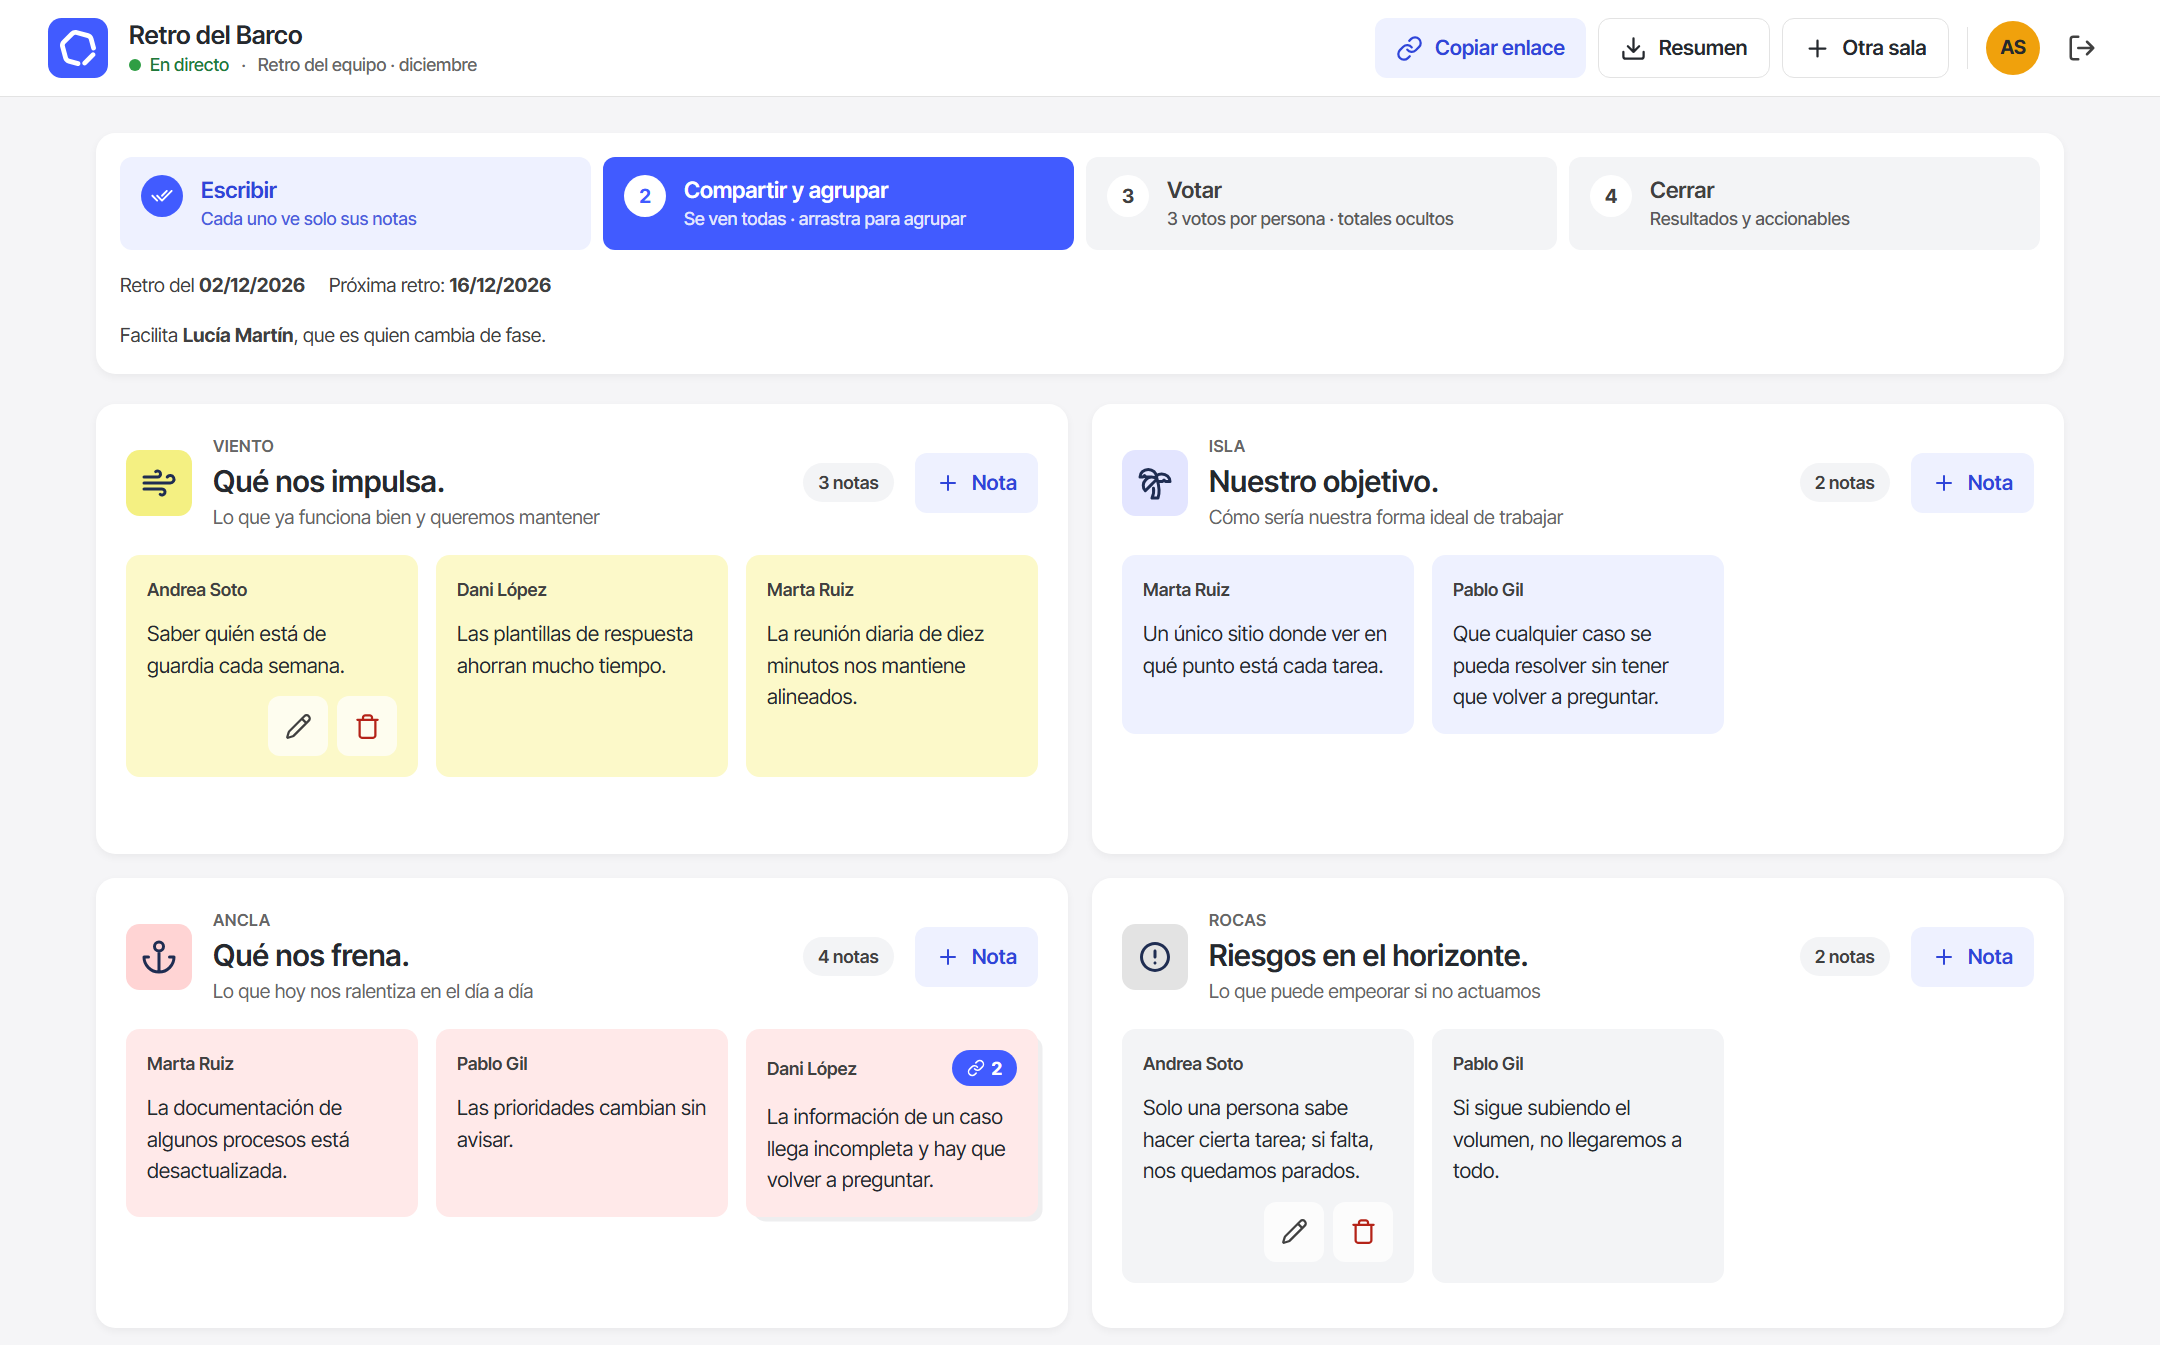 Retro del Barco
En directo · Retro del equipo · diciembre
Copiar enlace
Resumen
Otra sala
AS
Escribir
Cada uno ve solo sus notas
2
Compartir y agrupar
Se ven todas · arrastra para agrupar
3
Votar
3 votos por persona · totales ocultos
4
Cerrar
Resultados y accionables
Retro del 02/12/2026 Próxima retro: 16/12/2026
Facilita Lucía Martín, que es quien cambia de fase.
VIENTO
Qué nos impulsa.
Lo que ya funciona bien y queremos mantener
3 notas
Nota
Andrea Soto
Saber quién está de
guardia cada semana.
Dani López
Las plantillas de respuesta
ahorran mucho tiempo.
Marta Ruiz
La reunión diaria de diez
minutos nos mantiene
alineados.
ISLA
Nuestro objetivo.
Cómo sería nuestra forma ideal de trabajar
2 notas
Nota
Marta Ruiz
Un único sitio donde ver en
qué punto está cada tarea.
Pablo Gil
Que cualquier caso se
pueda resolver sin tener
que volver a preguntar.
ANCLA
Qué nos frena.
Lo que hoy nos ralentiza en el día a día
4 notas
Nota
Marta Ruiz
La documentación de
algunos procesos está
desactualizada.
Pablo Gil
Las prioridades cambian sin
avisar.
Dani López
2
La información de un caso
llega incompleta y hay que
volver a preguntar.
ROCAS
Riesgos en el horizonte.
Lo que puede empeorar si no actuamos
2 notas
Nota
Andrea Soto
Solo una persona sabe
hacer cierta tarea; si falta,
nos quedamos parados.
Pablo Gil
Si sigue subiendo el
volumen, no llegaremos a
todo.